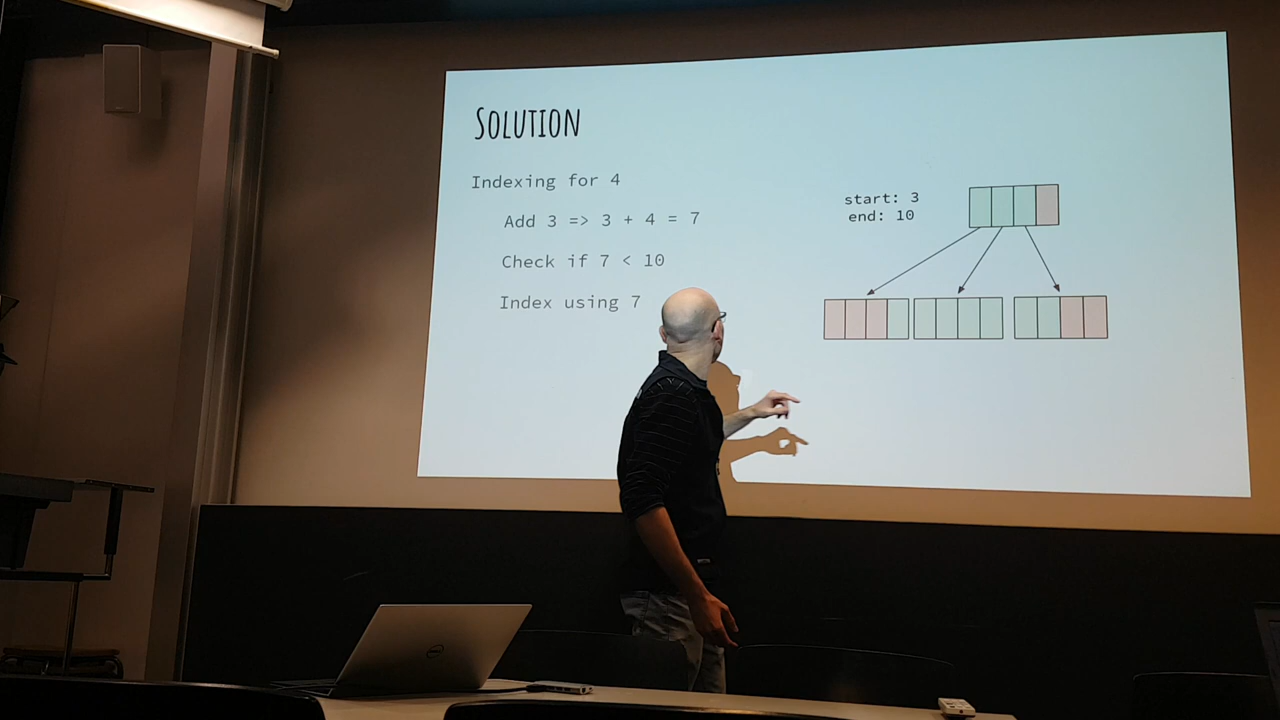 SOLUTION
Indexing for 4
Add 3 => 3 + 4 = 7
Check if 7 < 10
Index using 7
start: 3
end: 10
DELL